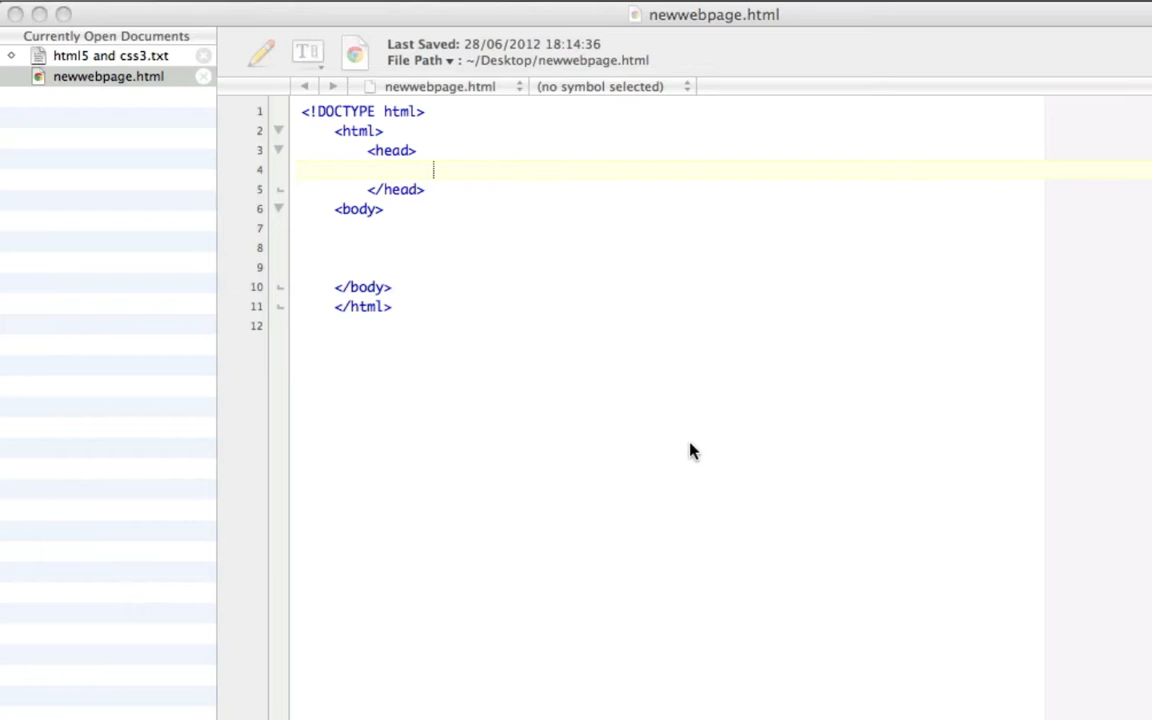 newwebpage.html
Currently Open Documents
html5 and css3.txt
newwebpage.html
Last Saved: 28/06/2012 18:14:36
File Path ▾ : ~/Desktop/newwebpage.html
newwebpage.html (no symbol selected)
1 <!DOCTYPE html>
2 <html>
3 <head>
4
5 </head>
6 <body>
7
8
9
10 </body>
11 </html>
12